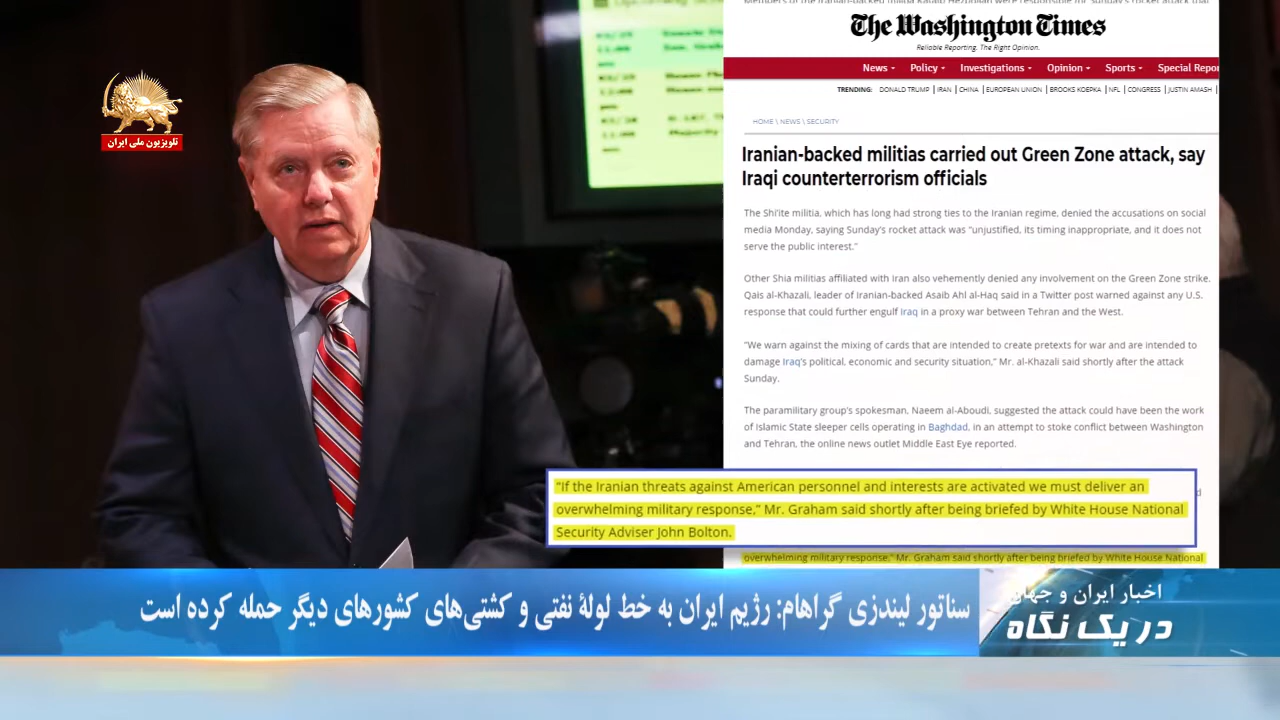 The Washington Times
Reliable Reporting. The Right Opinion.
News Policy Investigations Opinion Sports Special Repor
TRENDING: DONALD TRUMP | IRAN | CHINA | EUROPEAN UNION | BROOKS KOEPKA | NFL | CONGRESS | JUSTIN AMASH |
HOME \ NEWS \ SECURITY
Iranian-backed militias carried out Green Zone attack, say
Iraqi counterterrorism officials
The Shi'ite militia, which has long had strong ties to the Iranian regime, denied the accusations on social
media Monday, saying Sunday's rocket attack was "unjustified, its timing inappropriate, and it does not
serve the public interest."
Other Shia militias affiliated with Iran also vehemently denied any involvement on the Green Zone strike.
Qais al-Khazali, leader of Iranian-backed Asaib Ahl al-Haq said in a Twitter post warned against any U.S.
response that could further engulf Iraq in a proxy war between Tehran and the West.
"We warn against the mixing of cards that are intended to create pretexts for war and are intended to
damage Iraq's political, economic and security situation," Mr. al-Khazali said shortly after the attack
Sunday.
The paramilitary group's spokesman, Naeem al-Aboudi, suggested the attack could have been the work
of Islamic State sleeper cells operating in Baghdad, in an attempt to stoke conflict between Washington
and Tehran, the online news outlet Middle East Eye reported.
"If the Iranian threats against American personnel and interests are activated we must deliver an
overwhelming military response," Mr. Graham said shortly after being briefed by White House National
Security Adviser John Bolton.
overwhelming military response," Mr. Graham said shortly after being briefed by White House National
تلویزیون ملی ایران
اخبار ایران و جهان
در یک نگاه
سناتور لیندزی گراهام: رژیم ایران به خط لولهٔ نفتی و کشتی‌های کشورهای دیگر حمله کرده است